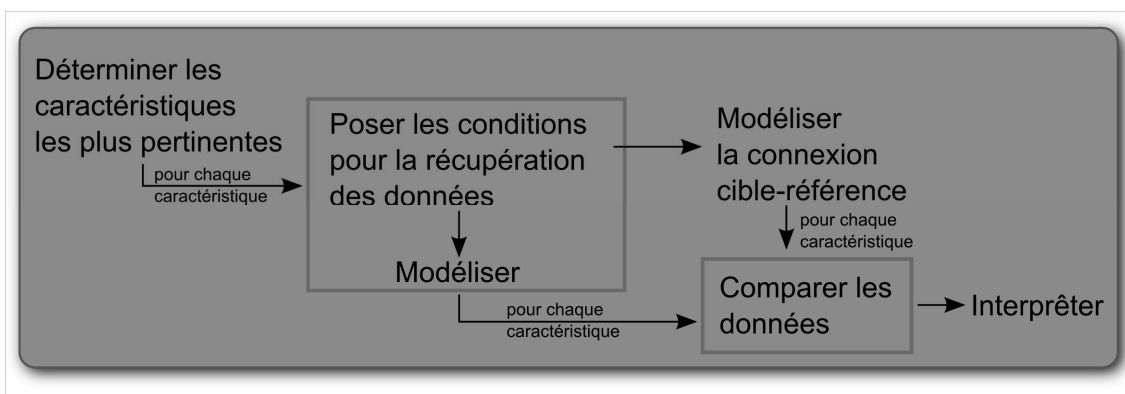 Déterminer les
caractéristiques
les plus pertinentes
pour chaque
caractéristique
Poser les conditions
pour la récupération
des données
Modéliser
pour chaque
caractéristique
Modéliser
la connexion
cible-référence
pour chaque
caractéristique
Comparer les
données
Interprêter